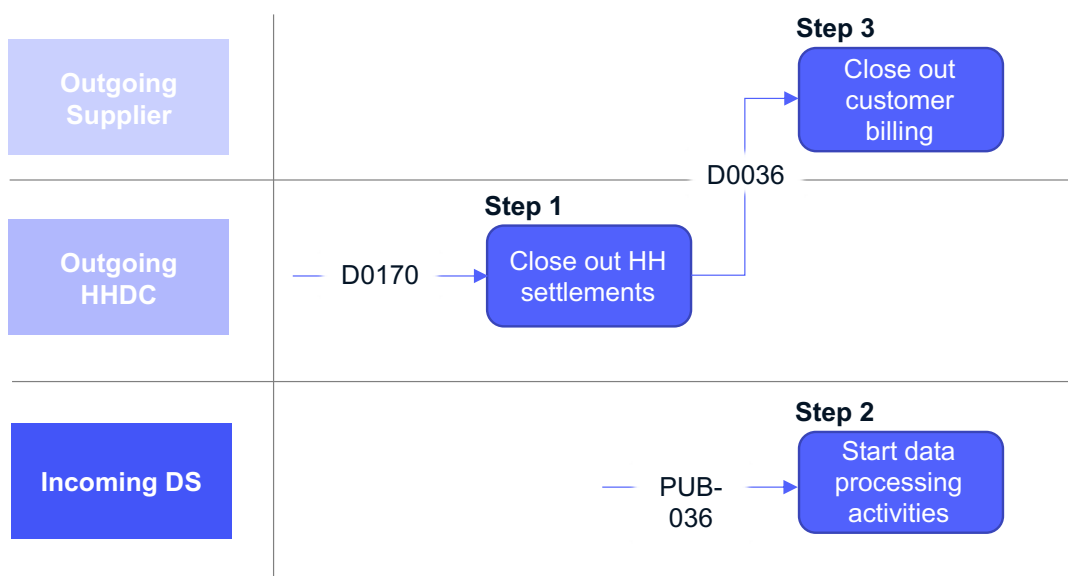 Step 3
Outgoing
Supplier
Close out
customer
billing
D0036
Step 1
Outgoing
HHDC
D0170
Close out HH
settlements
Step 2
Incoming DS
PUB-
036
Start data
processing
activities